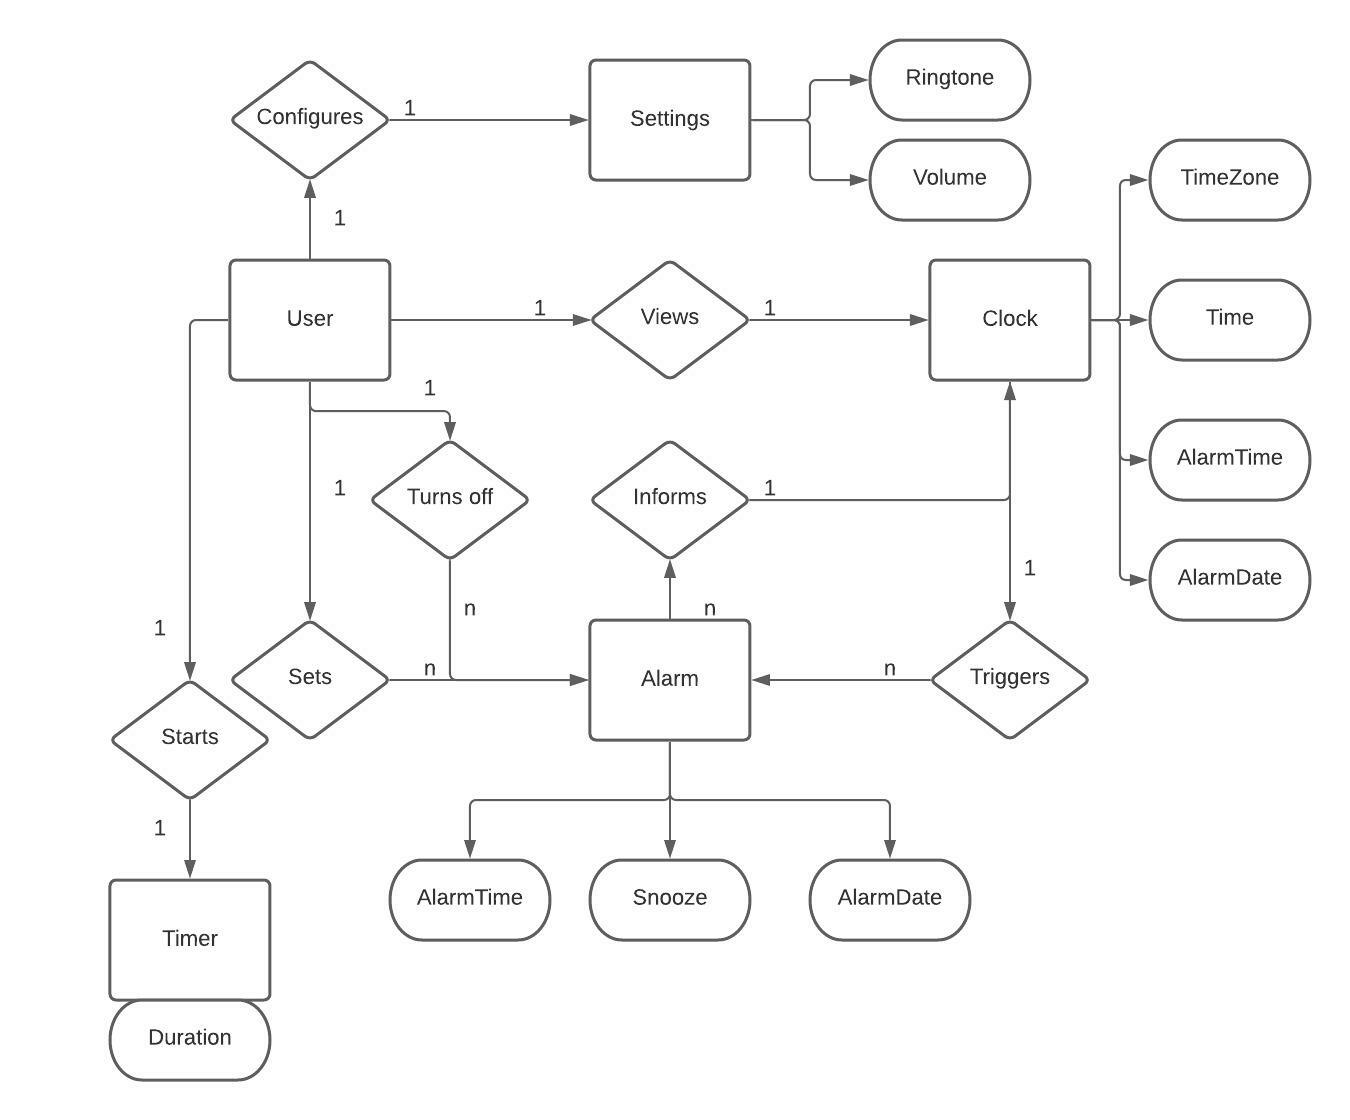 Ringtone
Configures
1
Settings
Volume
TimeZone
1
User
1
Views
1
Clock
Time
1
1
Turns off
Informs
1
AlarmTime
1
n
n
1
AlarmDate
1
Sets
n
Alarm
n
Triggers
Starts
1
AlarmTime
Snooze
AlarmDate
Timer
Duration